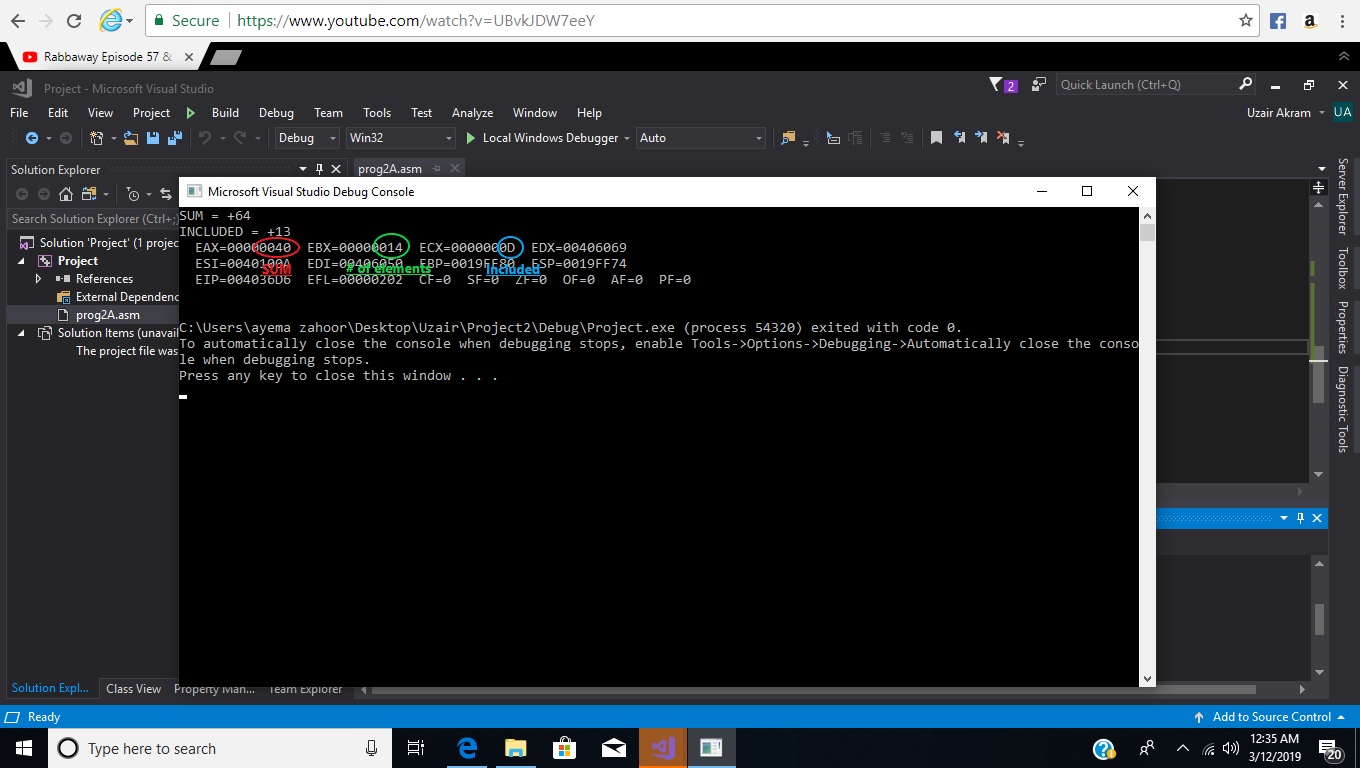 Secure https://www.youtube.com/watch?v=UBvkJDW7eeY
Rabbaway Episode 57 &
Project - Microsoft Visual Studio
2
Quick Launch (Ctrl+Q)
File Edit View Project Build Debug Team Tools Test Analyze Window Help
Uzair Akram UA
Debug Win32 Local Windows Debugger Auto
Solution Explorer
prog2A.asm
Search Solution Explorer (Ctrl+;)
Solution 'Project' (1 projec
Project
References
External Dependenc
prog2A.asm
Solution Items (unavai
The project file was
Microsoft Visual Studio Debug Console
SUM = +64
INCLUDED = +13
EAX=00000040 EBX=00000014 ECX=0000000D EDX=00406069
ESI=0040100A EDI=00406050 EBP=0019FF80 ESP=0019FF74
SUM # of elements Included
EIP=004036D6 EFL=00000202 CF=0 SF=0 ZF=0 OF=0 AF=0 PF=0
C:\Users\ayema zahoor\Desktop\Uzair\Project2\Debug\Project.exe (process 54320) exited with code 0.
To automatically close the console when debugging stops, enable Tools->Options->Debugging->Automatically close the conso
le when debugging stops.
Press any key to close this window . . .
Server Explorer
Toolbox
Properties
Diagnostic Tools
Solution Expl... Class View Property Man... Team Explorer
Ready
Add to Source Control
Type here to search
12:35 AM
3/12/2019
20